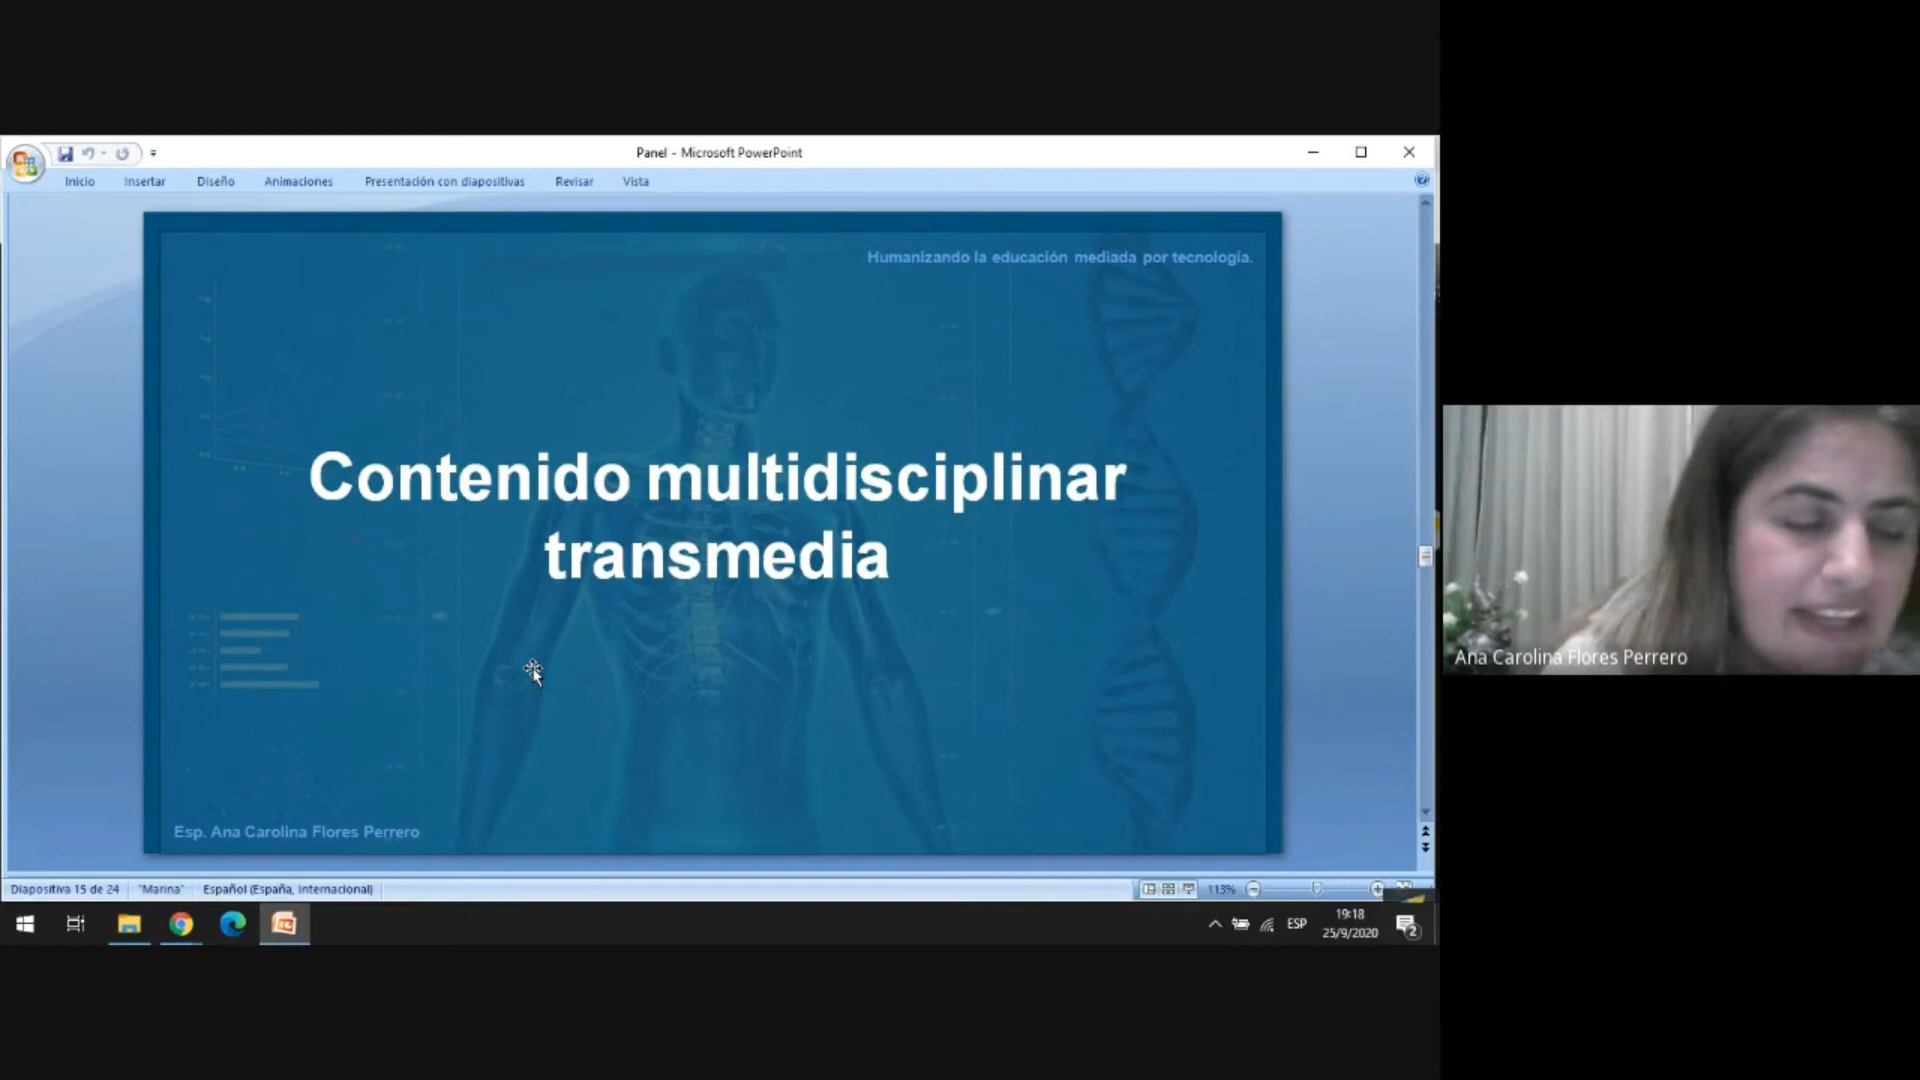 Panel - Microsoft PowerPoint
Inicio Insertar Diseño Animaciones Presentación con diapositivas Revisar Vista
Humanizando la educación mediada por tecnología.
Contenido multidisciplinar
transmedia
Esp. Ana Carolina Flores Perrero
Ana Carolina Flores Perrero
Diapositiva 15 de 24 "Marina" Español (España, internacional) 113%
ESP
19:18
25/9/2020
2